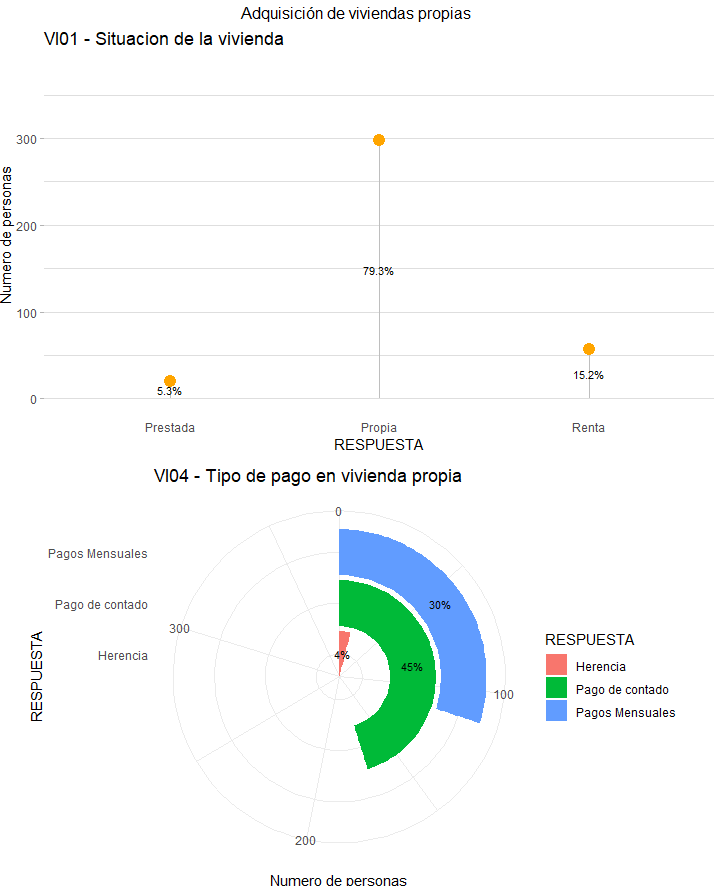 Adquisición de viviendas propias
VI01 - Situacion de la vivienda
Numero de personas
300
200
100
0
79.3%
5.3%
15.2%
Prestada
Propia
Renta
RESPUESTA
VI04 - Tipo de pago en vivienda propia
RESPUESTA
Pagos Mensuales
Pago de contado
Herencia
0
100
200
300
30%
45%
4%
RESPUESTA
Herencia
Pago de contado
Pagos Mensuales
Numero de personas